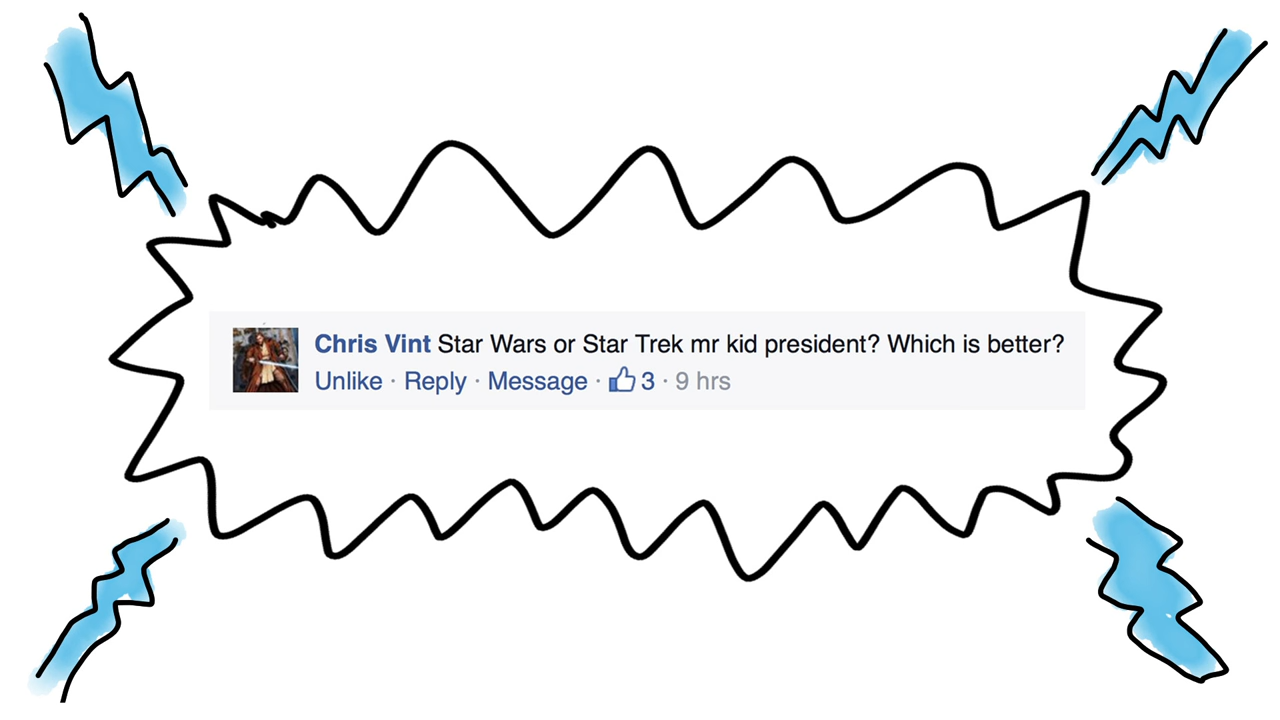 Chris Vint Star Wars or Star Trek mr kid president? Which is better?
Unlike · Reply · Message · 3 · 9 hrs